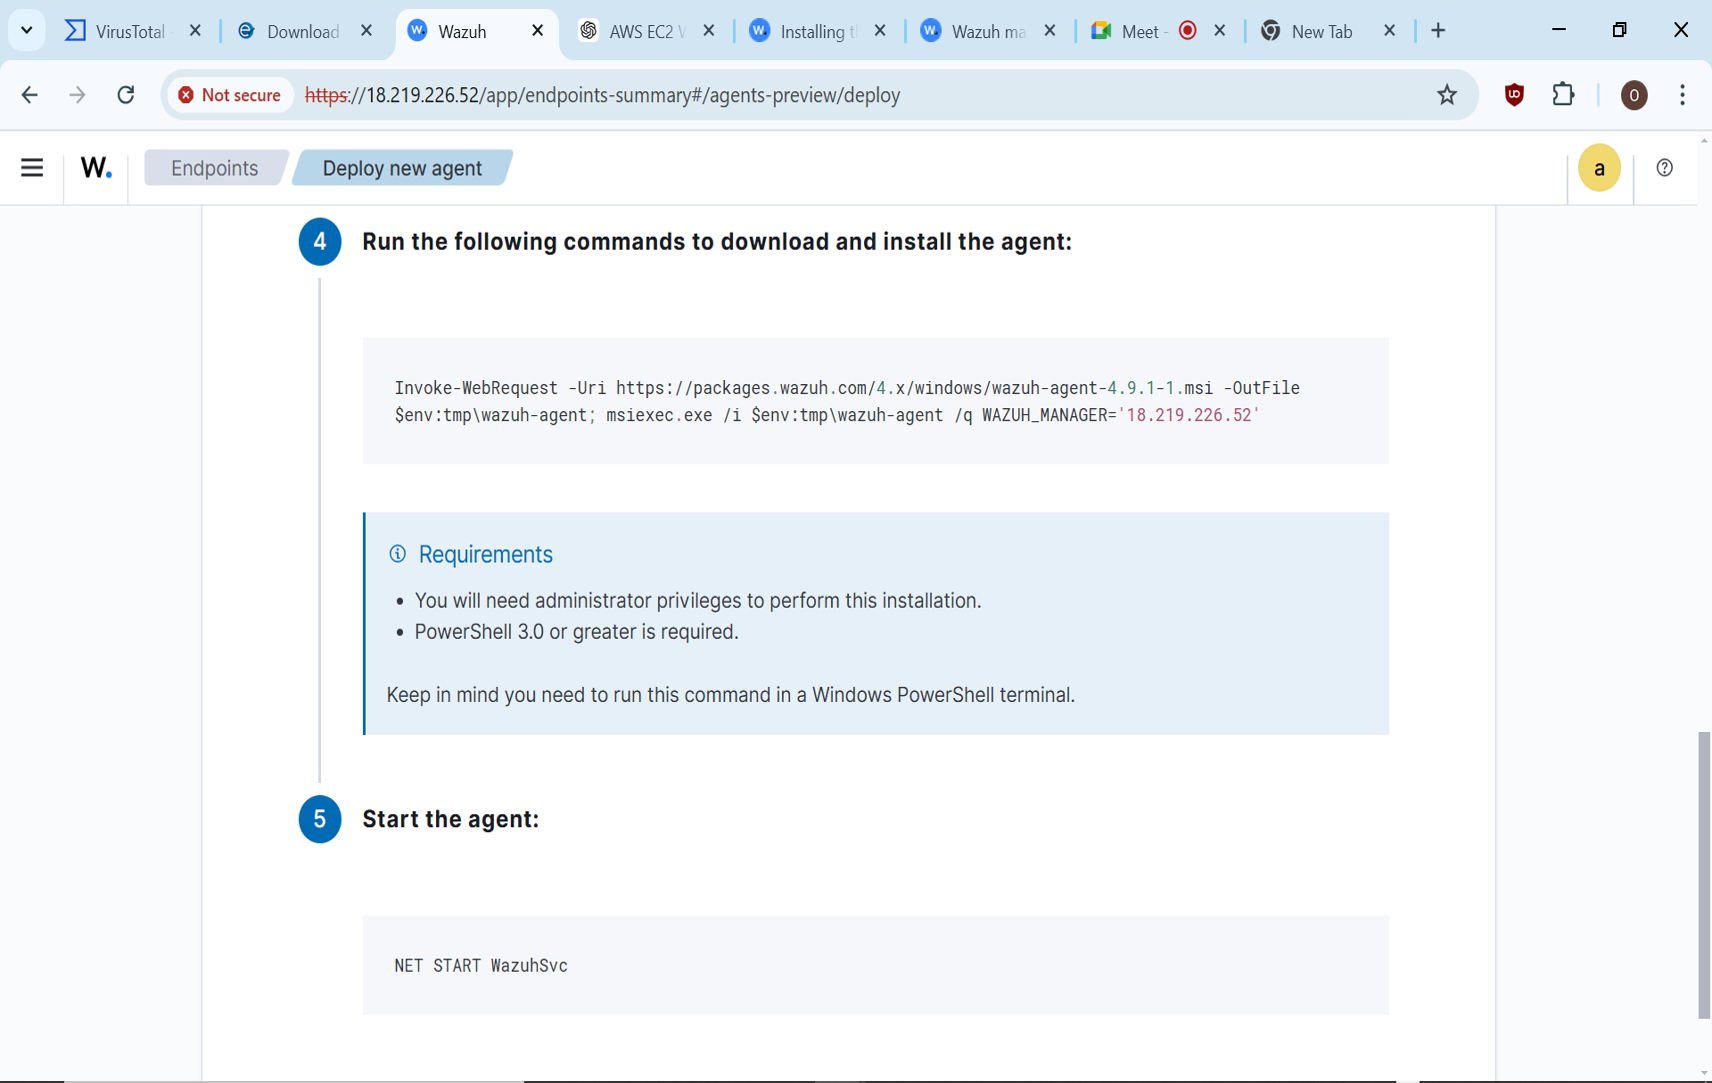 VirusTotal
Download
Wazuh
AWS EC2
Installing t
Wazuh ma
Meet -
New Tab
Not secure
https://18.219.226.52/app/endpoints-summary#/agents-preview/deploy
O
W.
Endpoints
Deploy new agent
a
4
Run the following commands to download and install the agent:
Invoke-WebRequest -Uri https://packages.wazuh.com/4.x/windows/wazuh-agent-4.9.1-1.msi -OutFile
$env:tmp\wazuh-agent; msiexec.exe /i $env:tmp\wazuh-agent /q WAZUH_MANAGER='18.219.226.52'
Requirements
• You will need administrator privileges to perform this installation.
• PowerShell 3.0 or greater is required.
Keep in mind you need to run this command in a Windows PowerShell terminal.
5
Start the agent:
NET START WazuhSvc